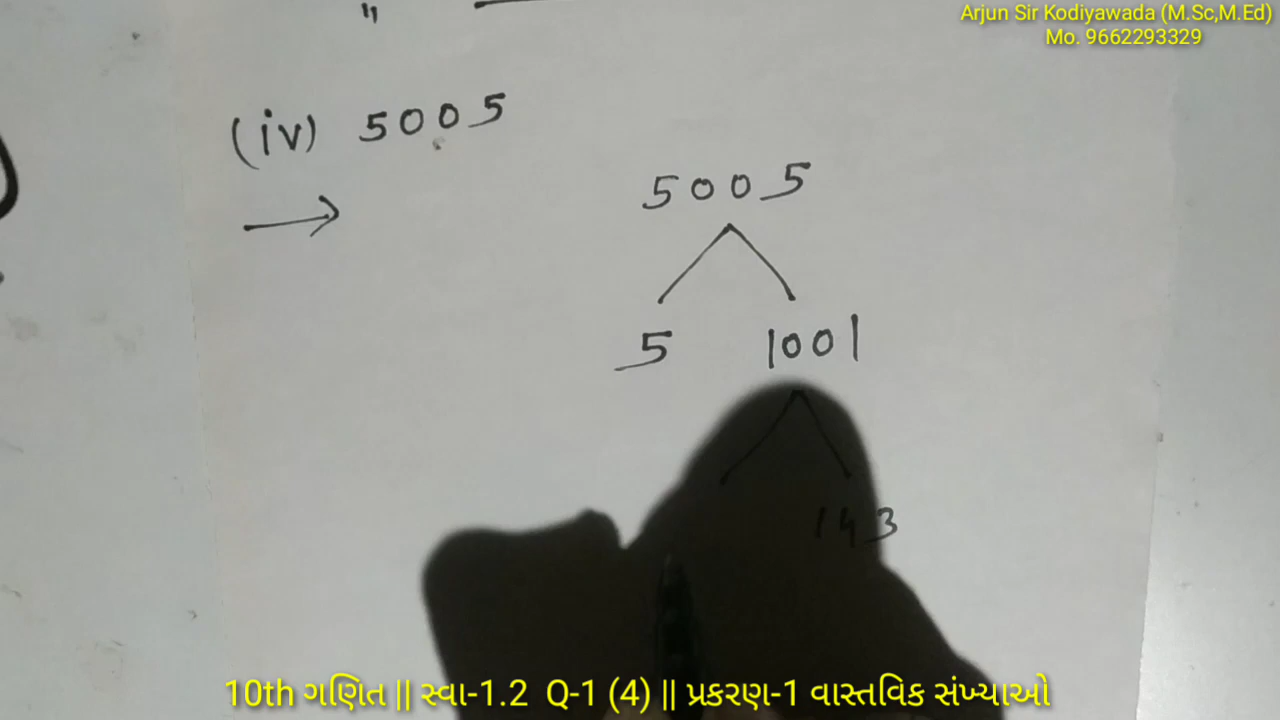 Arjun Sir Kodiyawada (M.Sc,M.Ed)
Mo. 9662293329
(iv) 5005
5005
5 1001
143
10th ગણિત || સ્વા-1.2 Q-1 (4) || પ્રકરણ-1 વાસ્તવિક સંખ્યાઓ